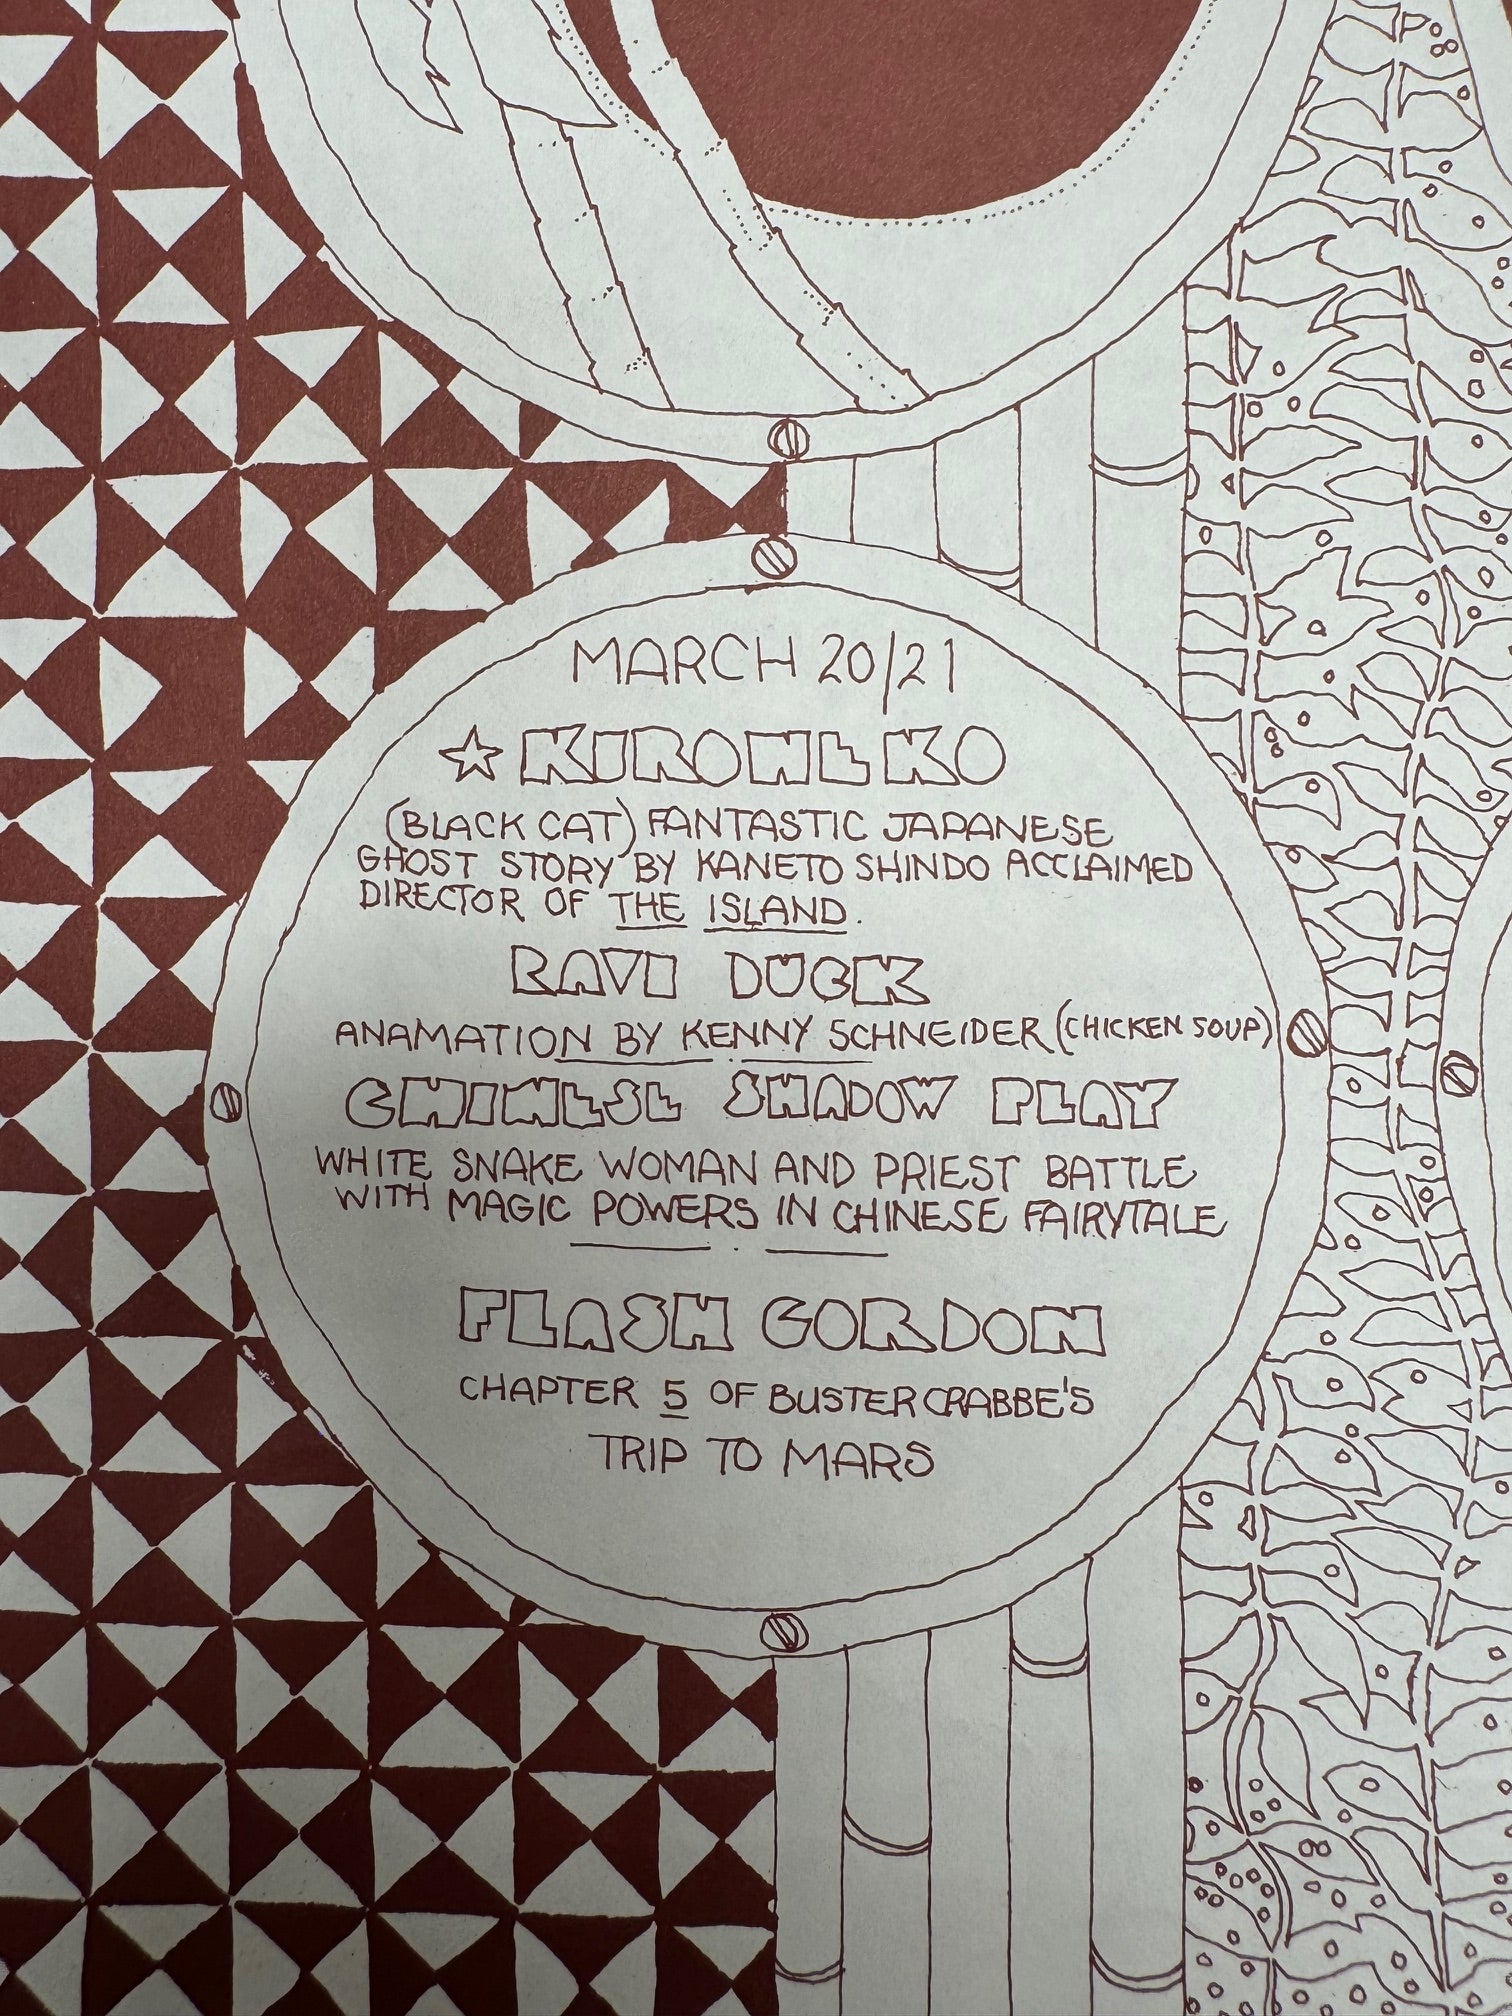 MARCH 20/21
☆ KIRONEKO
(BLACK CAT) FANTASTIC JAPANESE
GHOST STORY BY KANETO SHINDO ACCLAIMED
DIRECTOR OF THE ISLAND.
RAVI DUCK
ANAMATION BY KENNY SCHNEIDER (CHICKEN SOUP)
CHINESE SHADOW PLAY
WHITE SNAKE WOMAN AND PRIEST BATTLE
WITH MAGIC POWERS IN CHINESE FAIRYTALE
FLASH GORDON
CHAPTER 5 OF BUSTER CRABBE'S
TRIP TO MARS